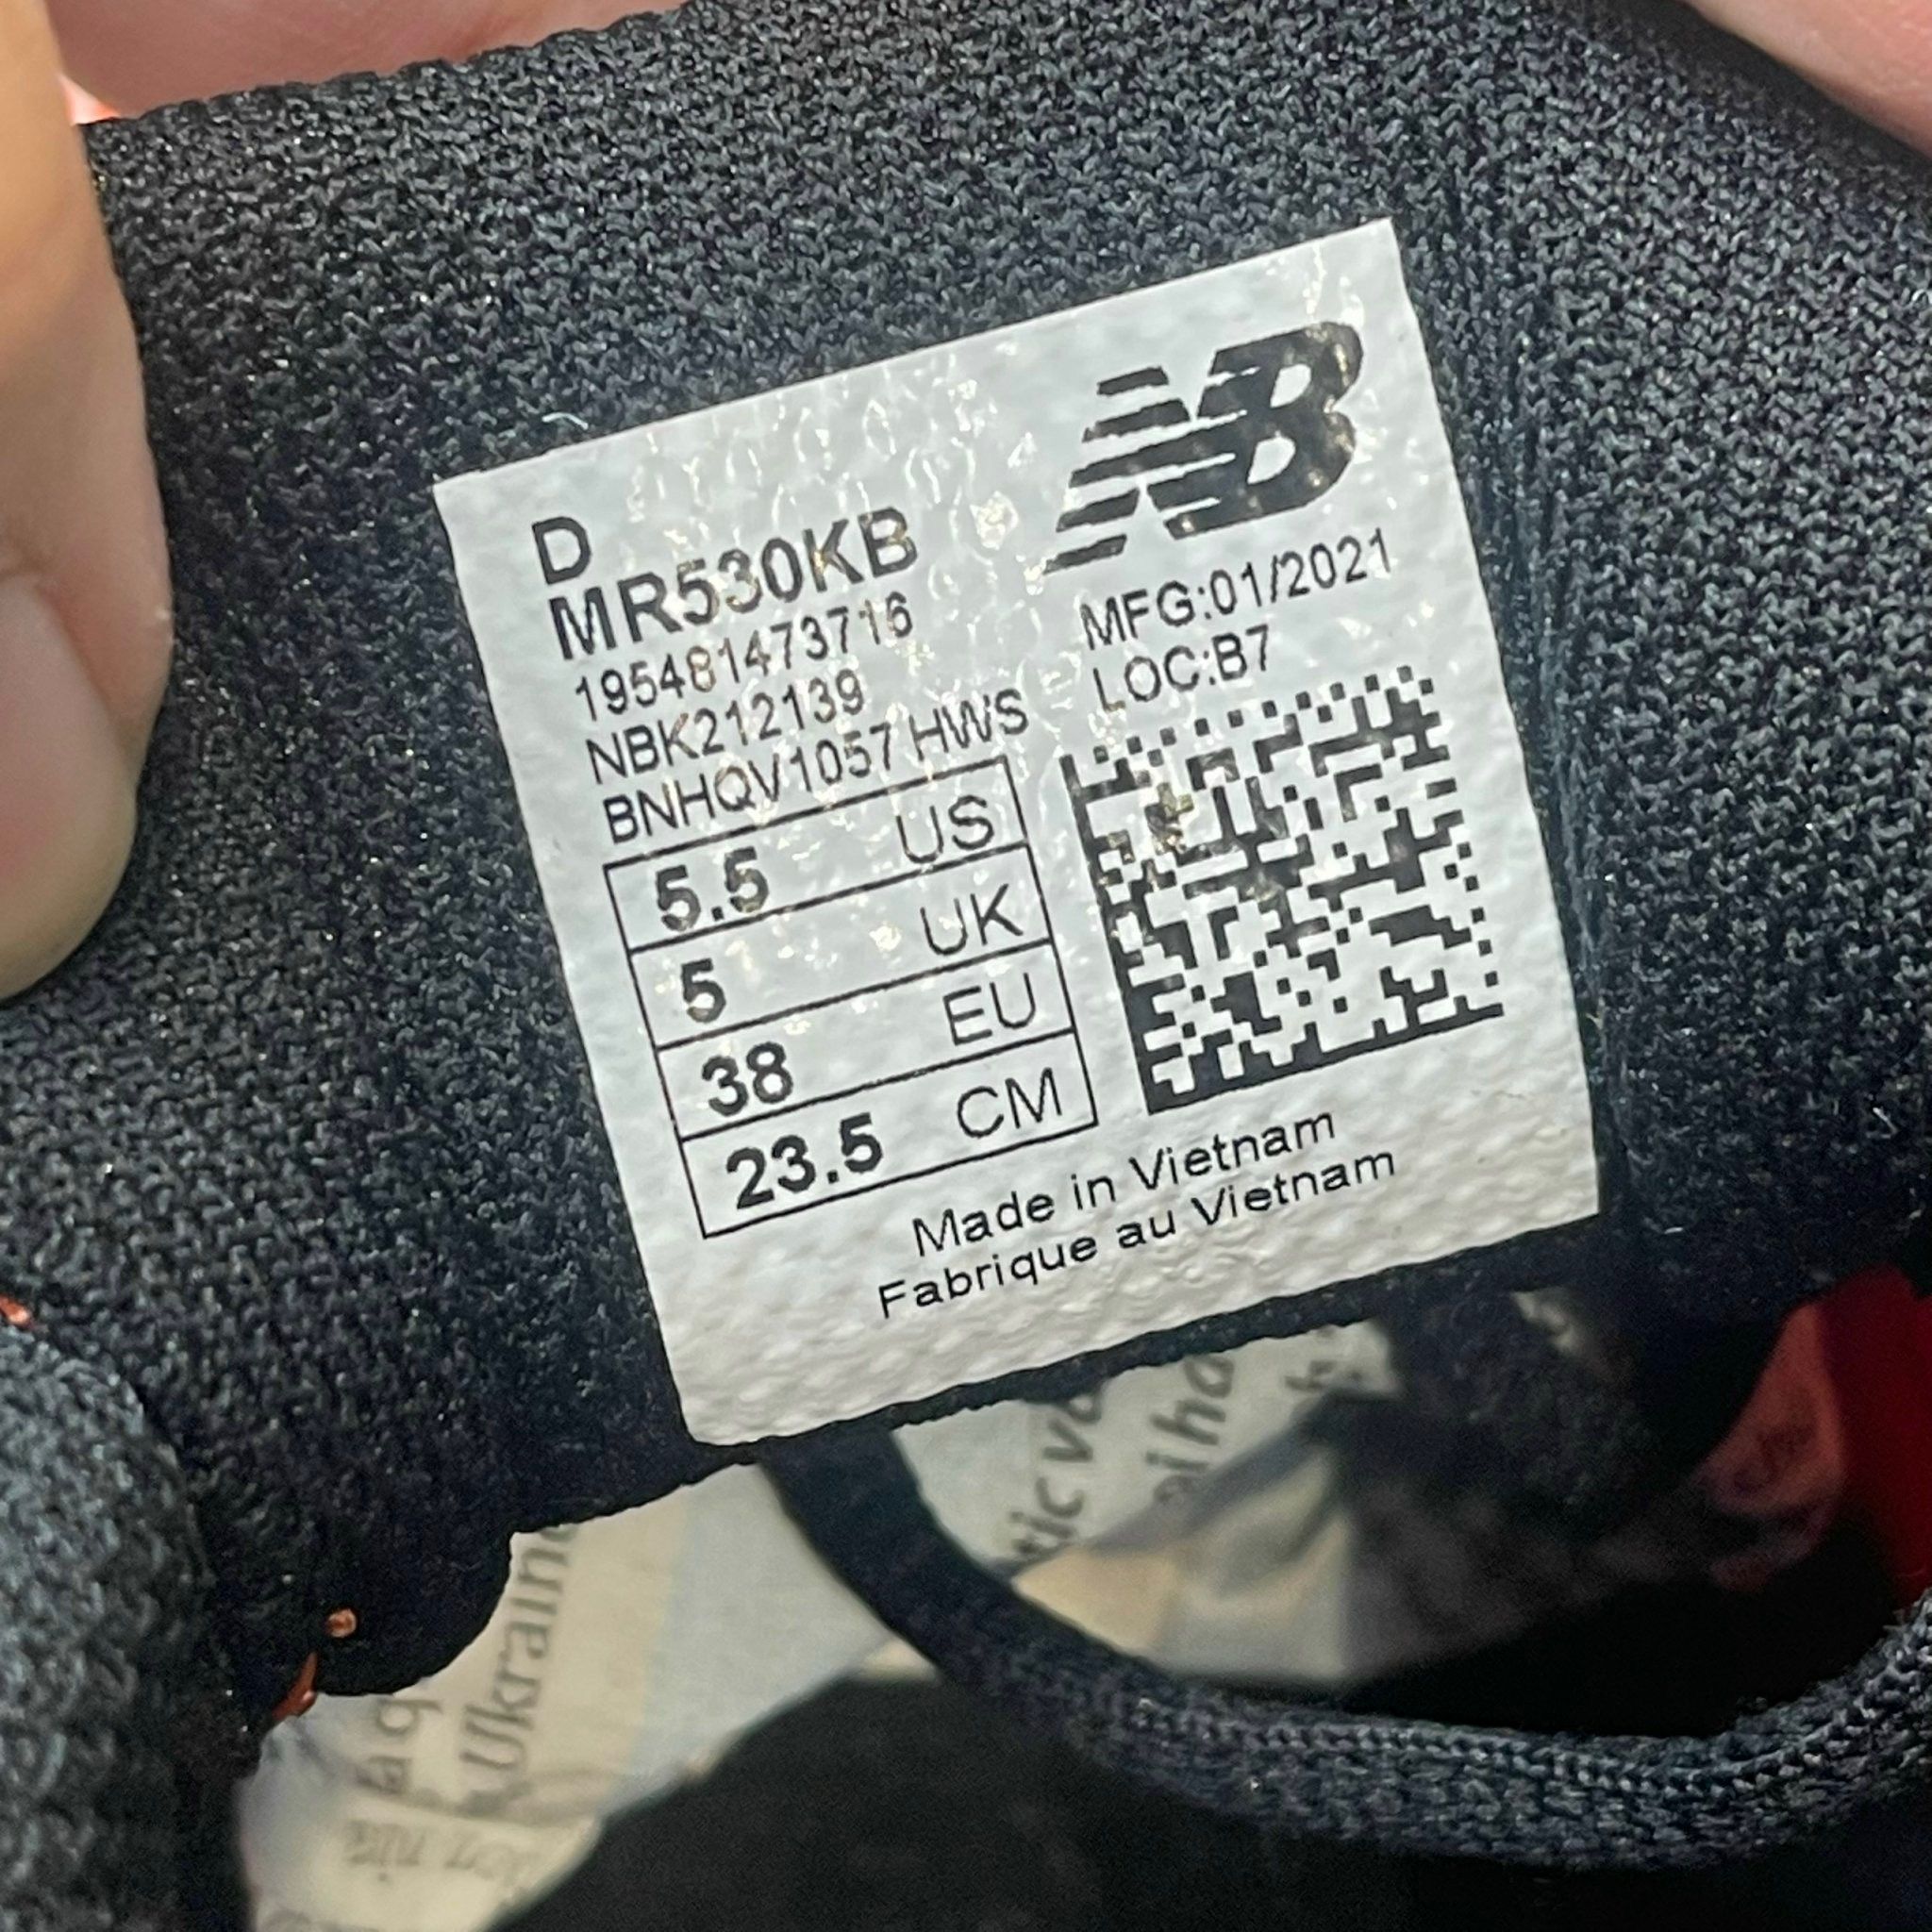 D
MR530KB
195481473716
NBK212139
BNHQV1057 HWS
NB
MFG:01/2021
LOC:B7
5.5 US
5 UK
38 EU
23.5 CM
Made in Vietnam
Fabrique au Vietnam